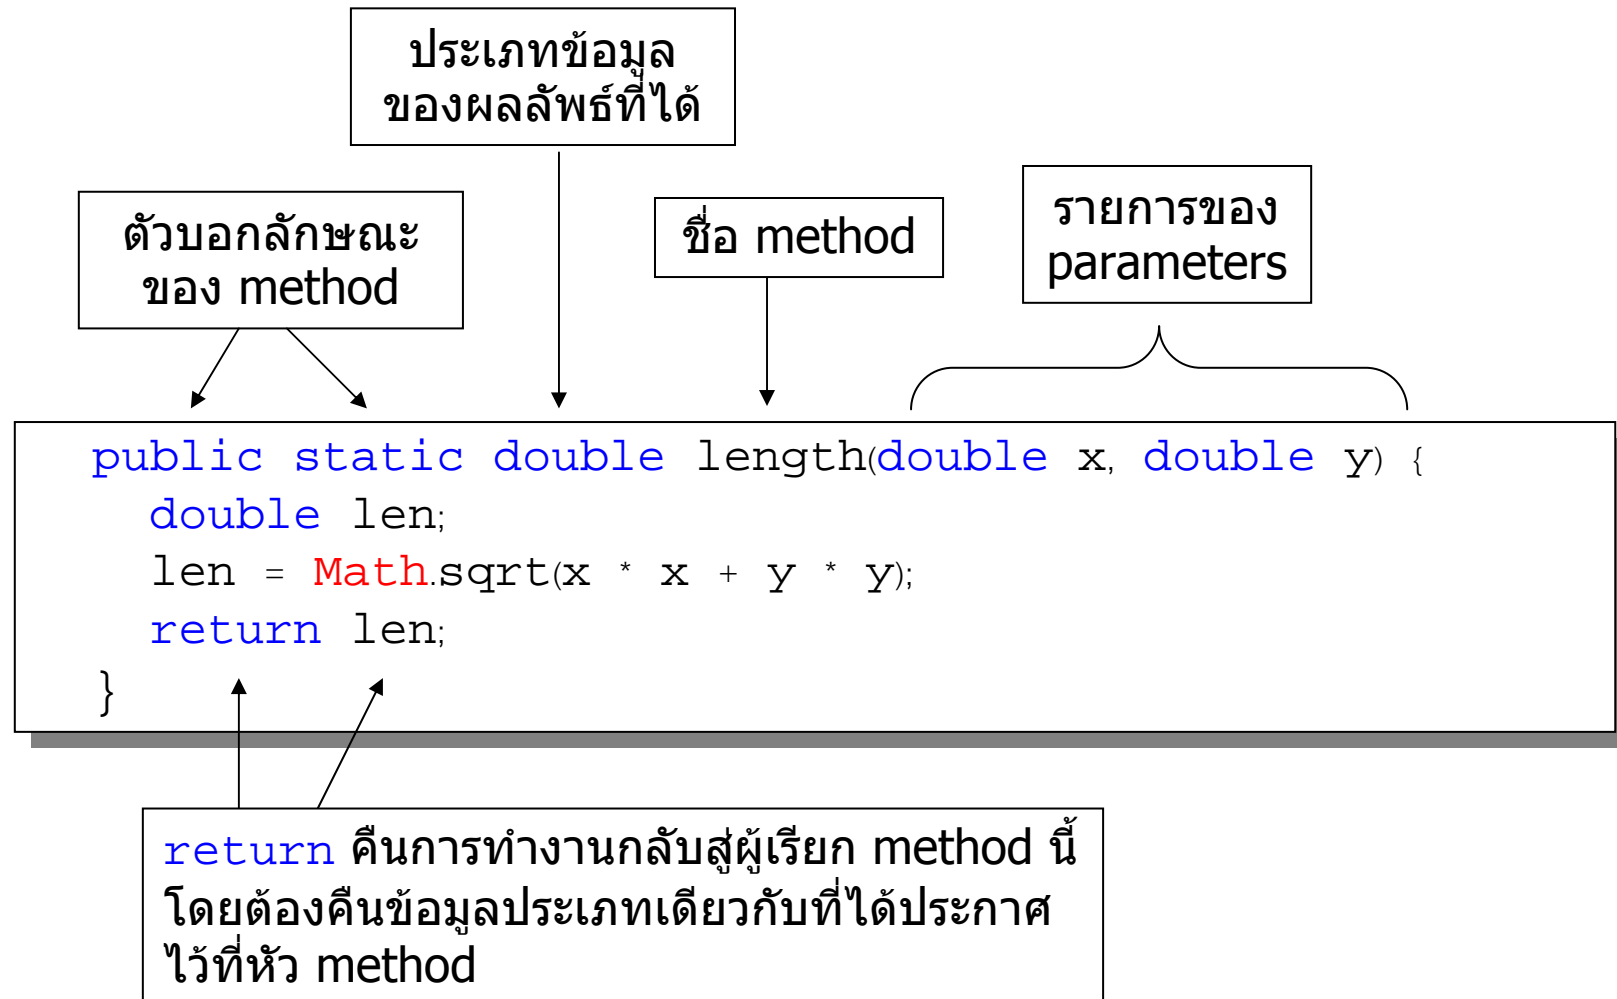 ประเภทข้อมูล
ของผลลัพธ์ที่ได้
ตัวบอกลักษณะ
ของ method
ชื่อ method
รายการของ
parameters
public static double length(double x, double y) {
double len;
len = Math.sqrt(x * x + y * y);
return len;
}
return คืนการทำงานกลับสู่ผู้เรียก method นี้
โดยต้องคืนข้อมูลประเภทเดียวกับที่ได้ประกาศ
ไว้ที่หัว method